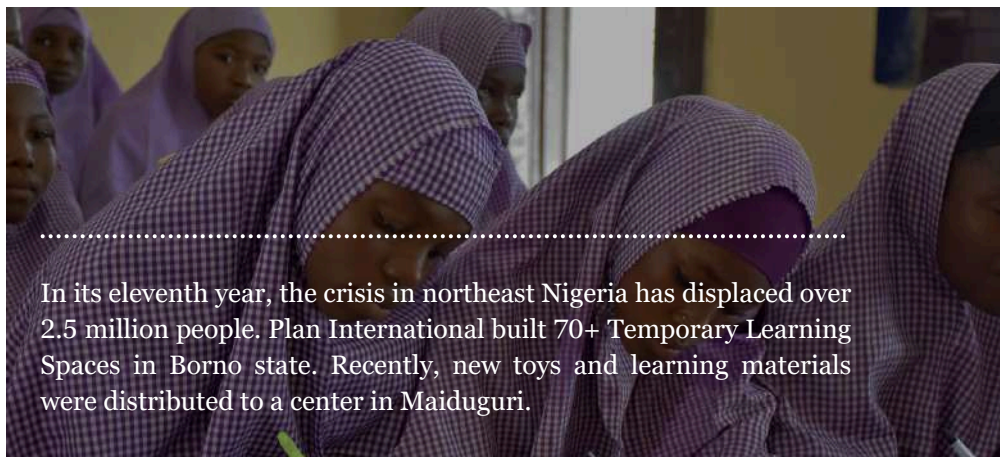 In its eleventh year, the crisis in northeast Nigeria has displaced over
2.5 million people. Plan International built 70+ Temporary Learning
Spaces in Borno state. Recently, new toys and learning materials
were distributed to a center in Maiduguri.